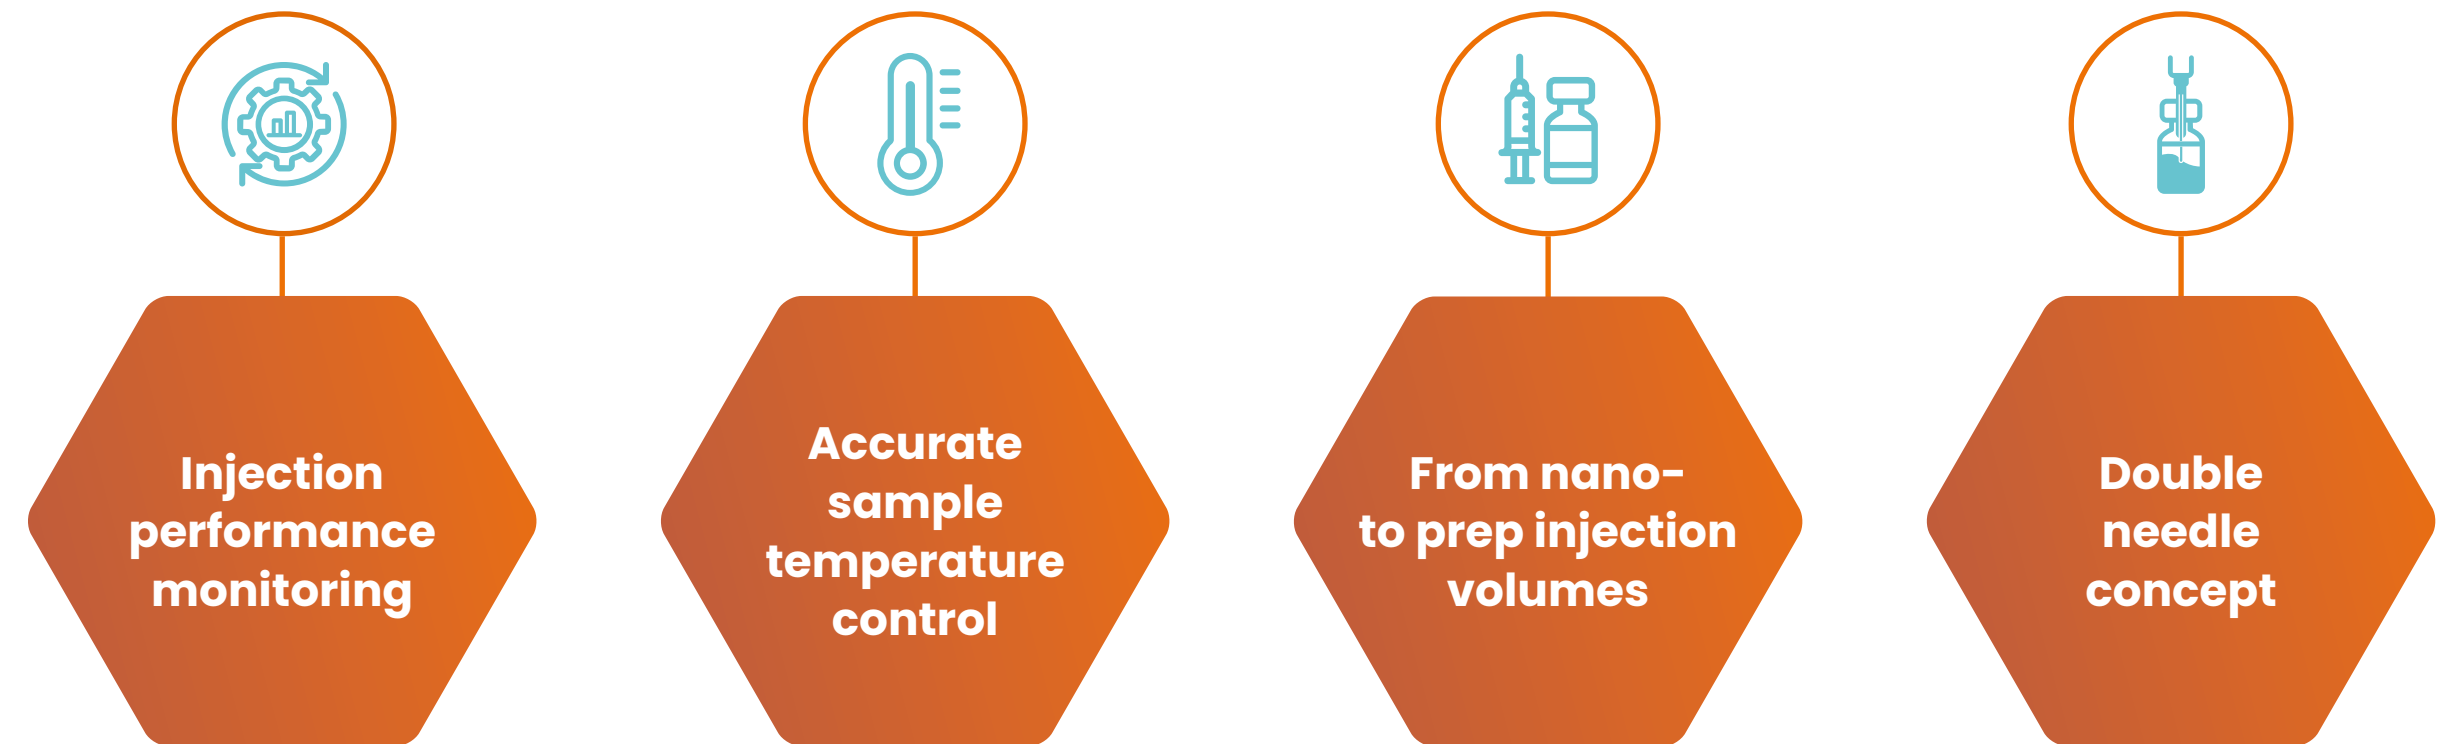 Injection
performance
monitoring
Accurate
sample
temperature
control
From nano-
to prep injection
volumes
Double
needle
concept